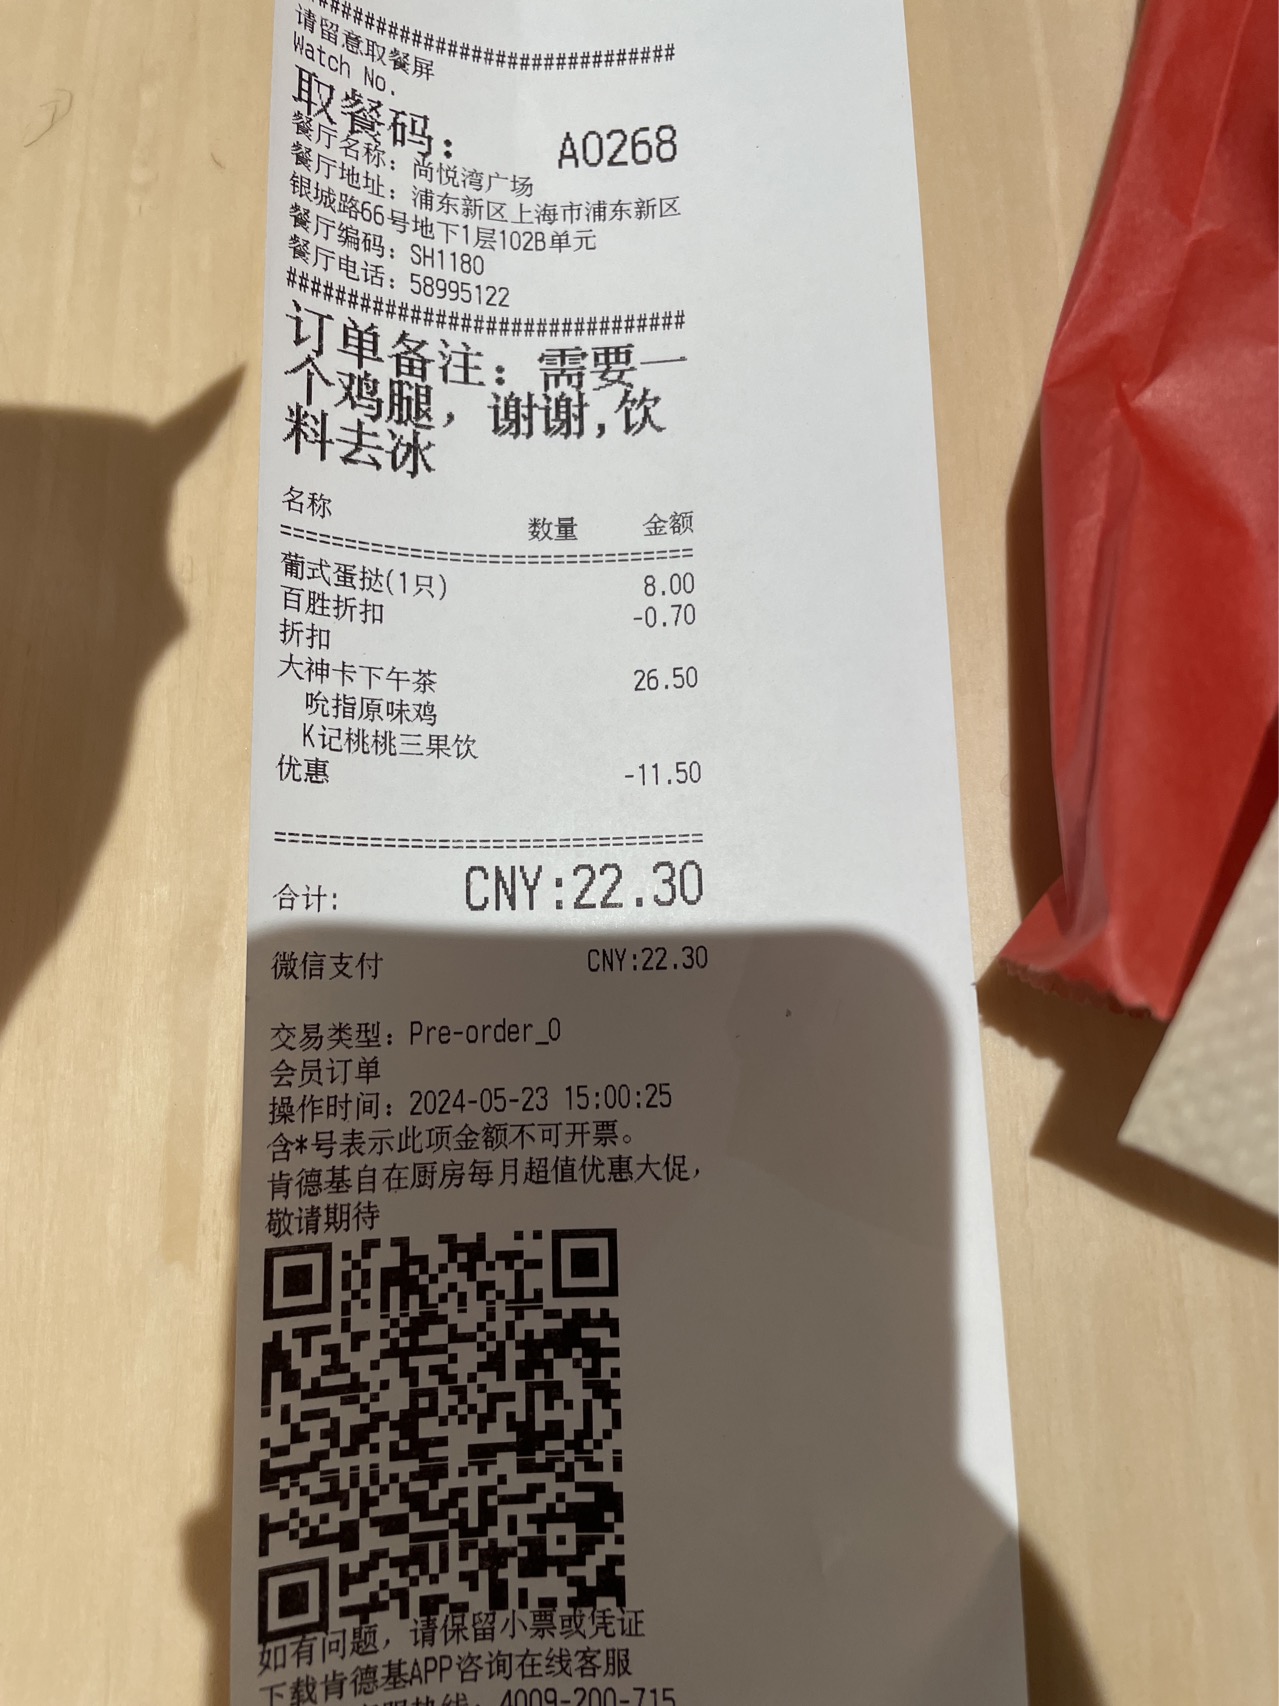 ################################
请留意取餐屏
Watch No.
取餐码： A0268
餐厅名称：尚悦湾广场
餐厅地址：浦东新区上海市浦东新区
银城路66号地下1层102B单元
餐厅编码：SH1180
餐厅电话：58995122
################################
订单备注：需要一
个鸡腿，谢谢,饮
料去冰
名称 数量 金额
================================
葡式蛋挞(1只) 8.00
百胜折扣 -0.70
折扣
大神卡下午茶 26.50
吮指原味鸡
K记桃桃三果饮
优惠 -11.50
================================
合计: CNY:22.30
微信支付 CNY:22.30
交易类型：Pre-order_0
会员订单
操作时间：2024-05-23 15:00:25
含*号表示此项金额不可开票。
肯德基自在厨房每月超值优惠大促，
敬请期待
如有问题，请保留小票或凭证
下载肯德基APP咨询在线客服
服热线：4009-200-715